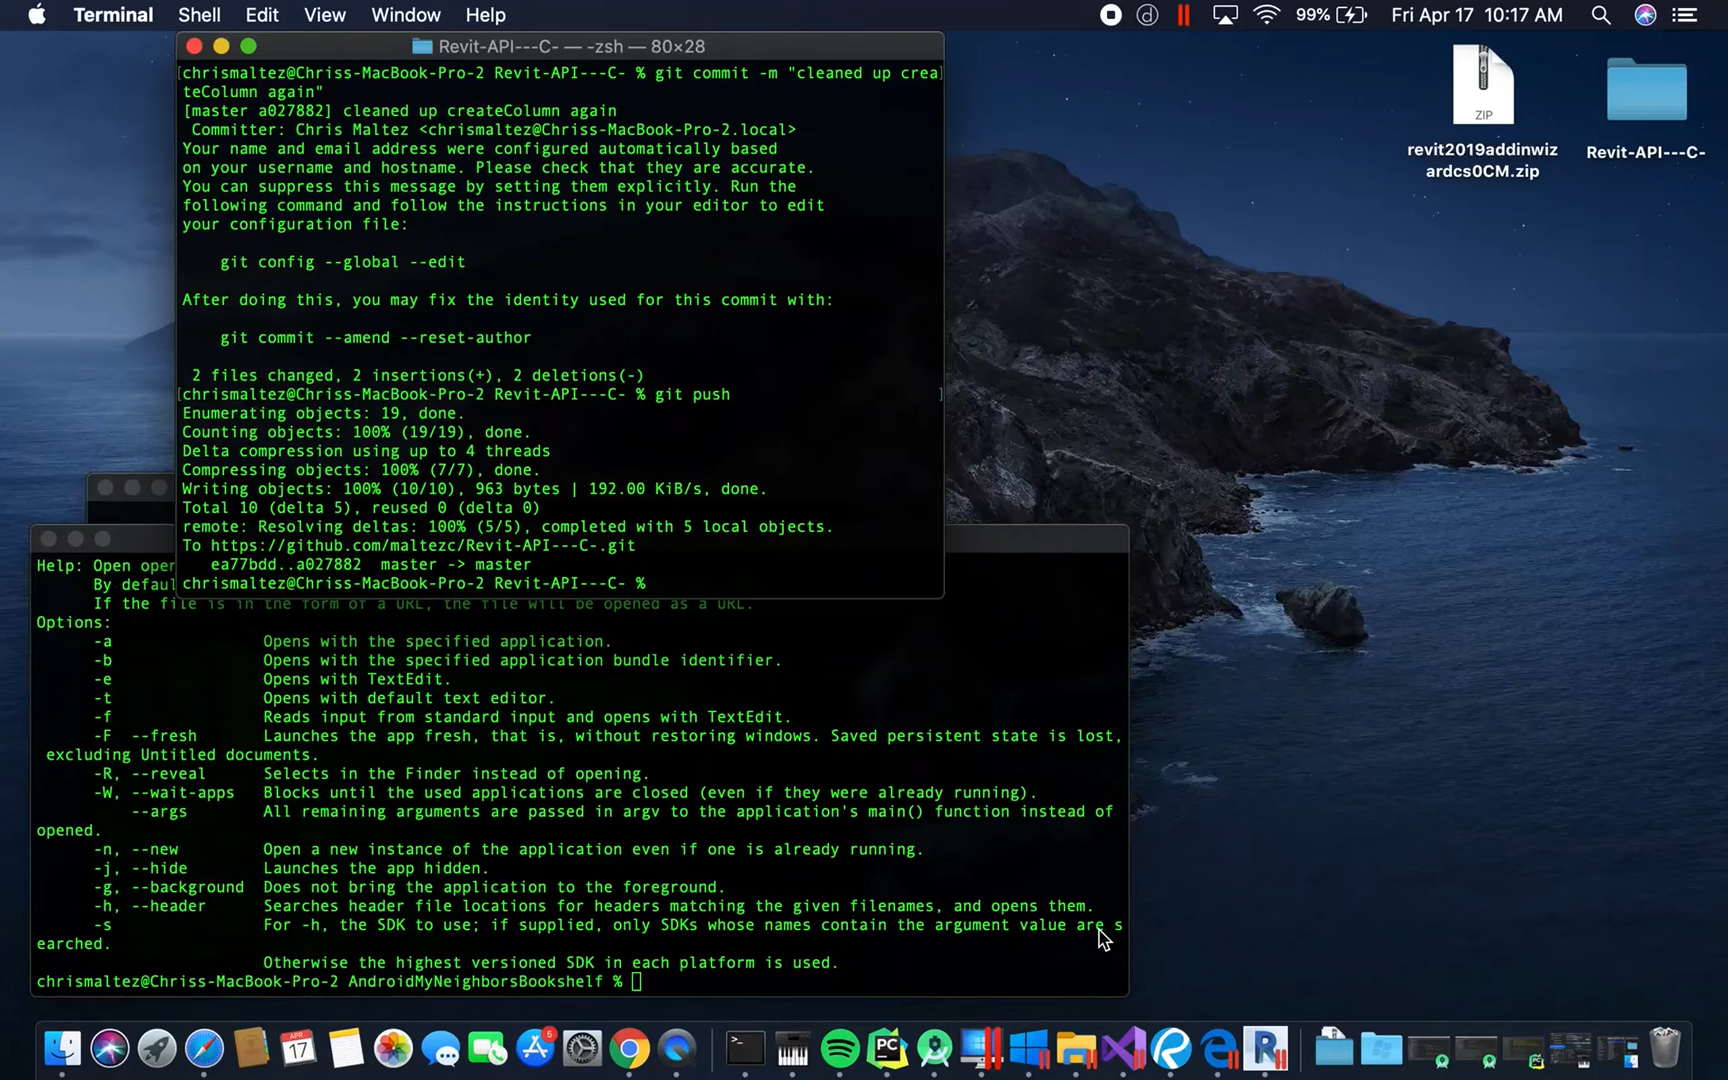 Terminal Shell Edit View Window Help 99% Fri Apr 17 10:17 AM
Revit-API---C- — -zsh — 80×28
[chrismaltez@Chriss-MacBook-Pro-2 Revit-API---C- % git commit -m "cleaned up crea]
teColumn again"
[master a027882] cleaned up createColumn again
Committer: Chris Maltez <chrismaltez@Chriss-MacBook-Pro-2.local>
Your name and email address were configured automatically based
on your username and hostname. Please check that they are accurate.
You can suppress this message by setting them explicitly. Run the
following command and follow the instructions in your editor to edit
your configuration file:
git config --global --edit
After doing this, you may fix the identity used for this commit with:
git commit --amend --reset-author
2 files changed, 2 insertions(+), 2 deletions(-)
[chrismaltez@Chriss-MacBook-Pro-2 Revit-API---C- % git push ]
Enumerating objects: 19, done.
Counting objects: 100% (19/19), done.
Delta compression using up to 4 threads
Compressing objects: 100% (7/7), done.
Writing objects: 100% (10/10), 963 bytes | 192.00 KiB/s, done.
Total 10 (delta 5), reused 0 (delta 0)
remote: Resolving deltas: 100% (5/5), completed with 5 local objects.
To https://github.com/maltezc/Revit-API---C-.git
ea77bdd..a027882 master -> master
chrismaltez@Chriss-MacBook-Pro-2 Revit-API---C- %
ZIP
revit2019addinwiz
ardcs0CM.zip
Revit-API---C-
Help: Open open
By defau
If the file is in the form of a URL, the file will be opened as a URL.
Options:
-a Opens with the specified application.
-b Opens with the specified application bundle identifier.
-e Opens with TextEdit.
-t Opens with default text editor.
-f Reads input from standard input and opens with TextEdit.
-F --fresh Launches the app fresh, that is, without restoring windows. Saved persistent state is lost,
excluding Untitled documents.
-R, --reveal Selects in the Finder instead of opening.
-W, --wait-apps Blocks until the used applications are closed (even if they were already running).
--args All remaining arguments are passed in argv to the application's main() function instead of
opened.
-n, --new Open a new instance of the application even if one is already running.
-j, --hide Launches the app hidden.
-g, --background Does not bring the application to the foreground.
-h, --header Searches header file locations for headers matching the given filenames, and opens them.
-s For -h, the SDK to use; if supplied, only SDKs whose names contain the argument value are s
earched.
Otherwise the highest versioned SDK in each platform is used.
chrismaltez@Chriss-MacBook-Pro-2 AndroidMyNeighborsBookshelf %
APR
17
5
PC
R